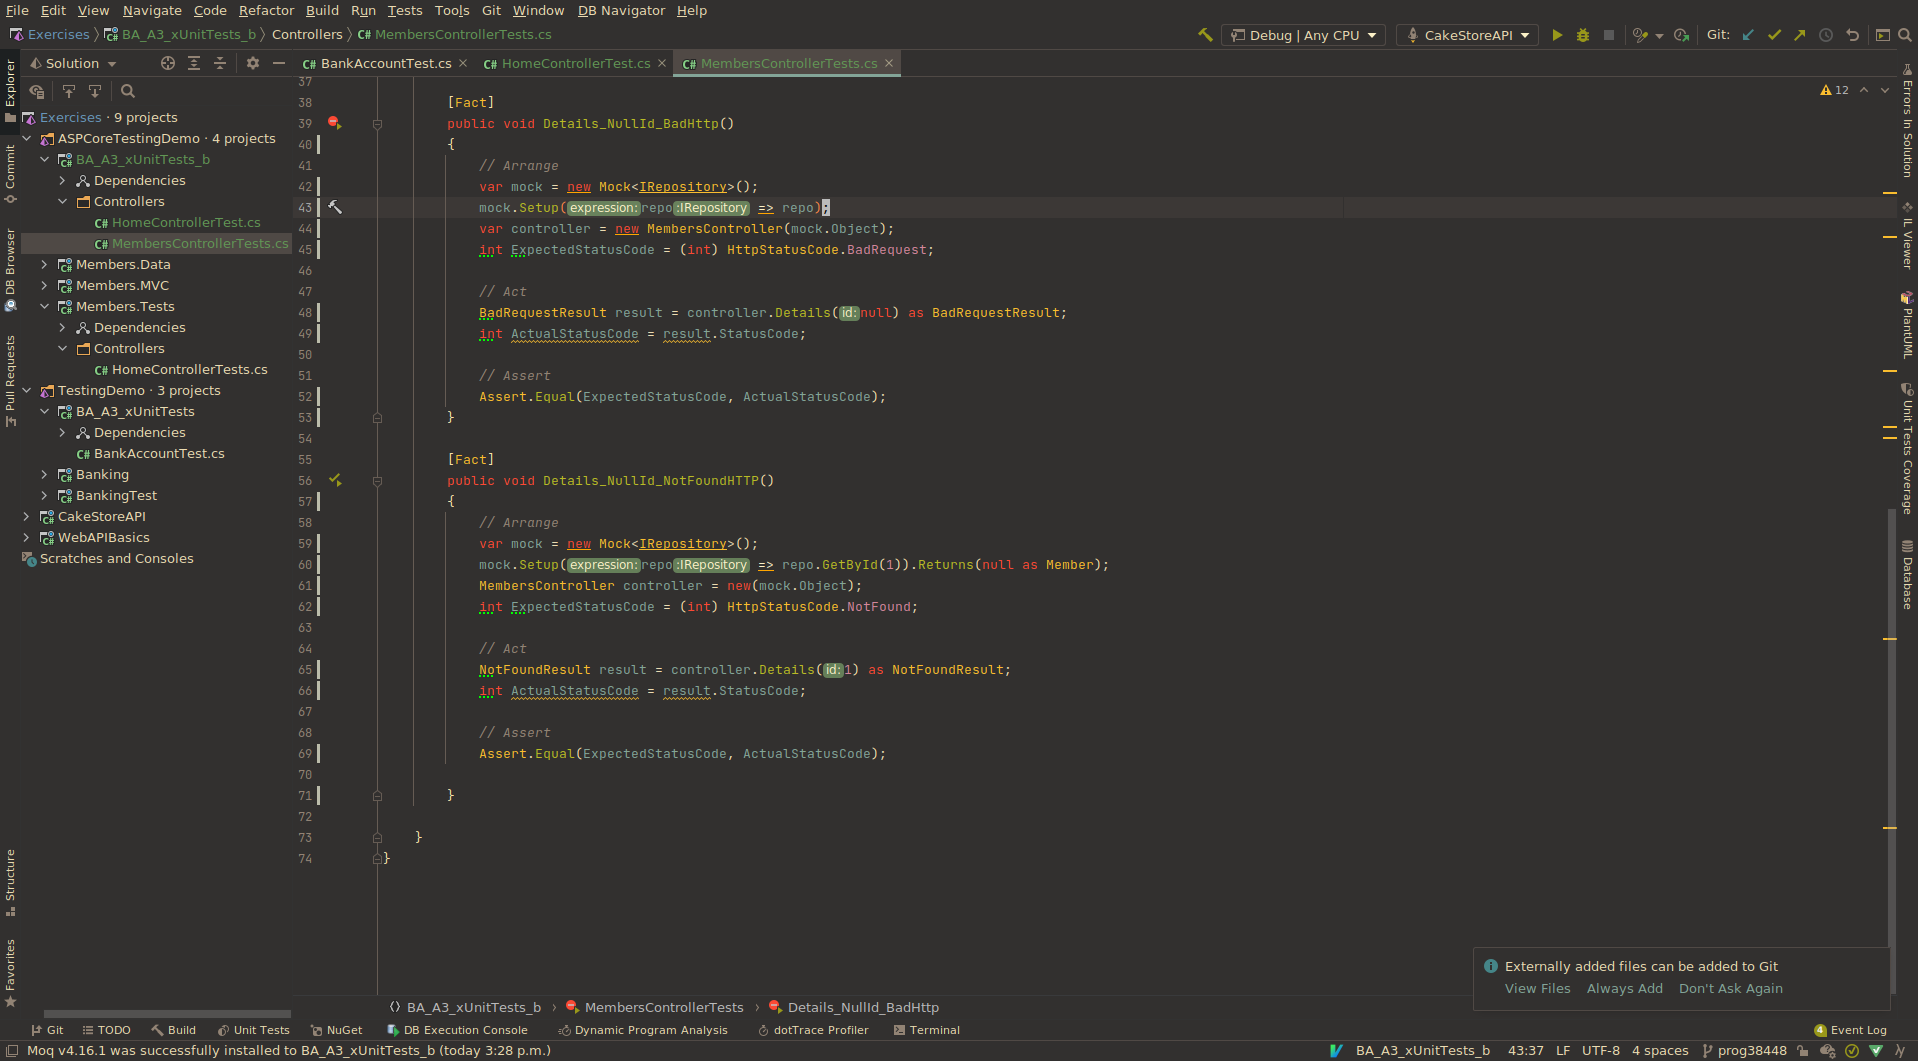 File Edit View Navigate Code Refactor Build Run Tests Tools Git Window DB Navigator Help
Exercises BA_A3_xUnitTests_b Controllers C# MembersControllerTests.cs Debug | Any CPU CakeStoreAPI Git:
Solution C# BankAccountTest.cs C# HomeControllerTest.cs C# MembersControllerTests.cs
Explorer
Commit
DB Browser
Pull Requests
Structure
Favorites
Exercises · 9 projects
ASPCoreTestingDemo · 4 projects
BA_A3_xUnitTests_b
Dependencies
Controllers
C# HomeControllerTest.cs
C# MembersControllerTests.cs
Members.Data
Members.MVC
Members.Tests
Dependencies
Controllers
C# HomeControllerTests.cs
TestingDemo · 3 projects
BA_A3_xUnitTests
Dependencies
C# BankAccountTest.cs
Banking
BankingTest
CakeStoreAPI
WebAPIBasics
Scratches and Consoles
12
37
38 [Fact]
39 public void Details_NullId_BadHttp()
40 {
41 // Arrange
42 var mock = new Mock<IRepository>();
43 mock.Setup(expression: repo :IRepository => repo);
44 var controller = new MembersController(mock.Object);
45 int ExpectedStatusCode = (int) HttpStatusCode.BadRequest;
46
47 // Act
48 BadRequestResult result = controller.Details(id: null) as BadRequestResult;
49 int ActualStatusCode = result.StatusCode;
50
51 // Assert
52 Assert.Equal(ExpectedStatusCode, ActualStatusCode);
53 }
54
55 [Fact]
56 public void Details_NullId_NotFoundHTTP()
57 {
58 // Arrange
59 var mock = new Mock<IRepository>();
60 mock.Setup(expression: repo :IRepository => repo.GetById(1)).Returns(null as Member);
61 MembersController controller = new(mock.Object);
62 int ExpectedStatusCode = (int) HttpStatusCode.NotFound;
63
64 // Act
65 NotFoundResult result = controller.Details(id: 1) as NotFoundResult;
66 int ActualStatusCode = result.StatusCode;
67
68 // Assert
69 Assert.Equal(ExpectedStatusCode, ActualStatusCode);
70
71 }
72
73 }
74 }
Errors In Solution
IL Viewer
PlantUML
Unit Tests Coverage
Database
Externally added files can be added to Git
View Files Always Add Don't Ask Again
BA_A3_xUnitTests_b MembersControllerTests Details_NullId_BadHttp
Git TODO Build Unit Tests NuGet DB Execution Console Dynamic Program Analysis dotTrace Profiler Terminal 4 Event Log
Moq v4.16.1 was successfully installed to BA_A3_xUnitTests_b (today 3:28 p.m.) BA_A3_xUnitTests_b 43:37 LF UTF-8 4 spaces prog38448